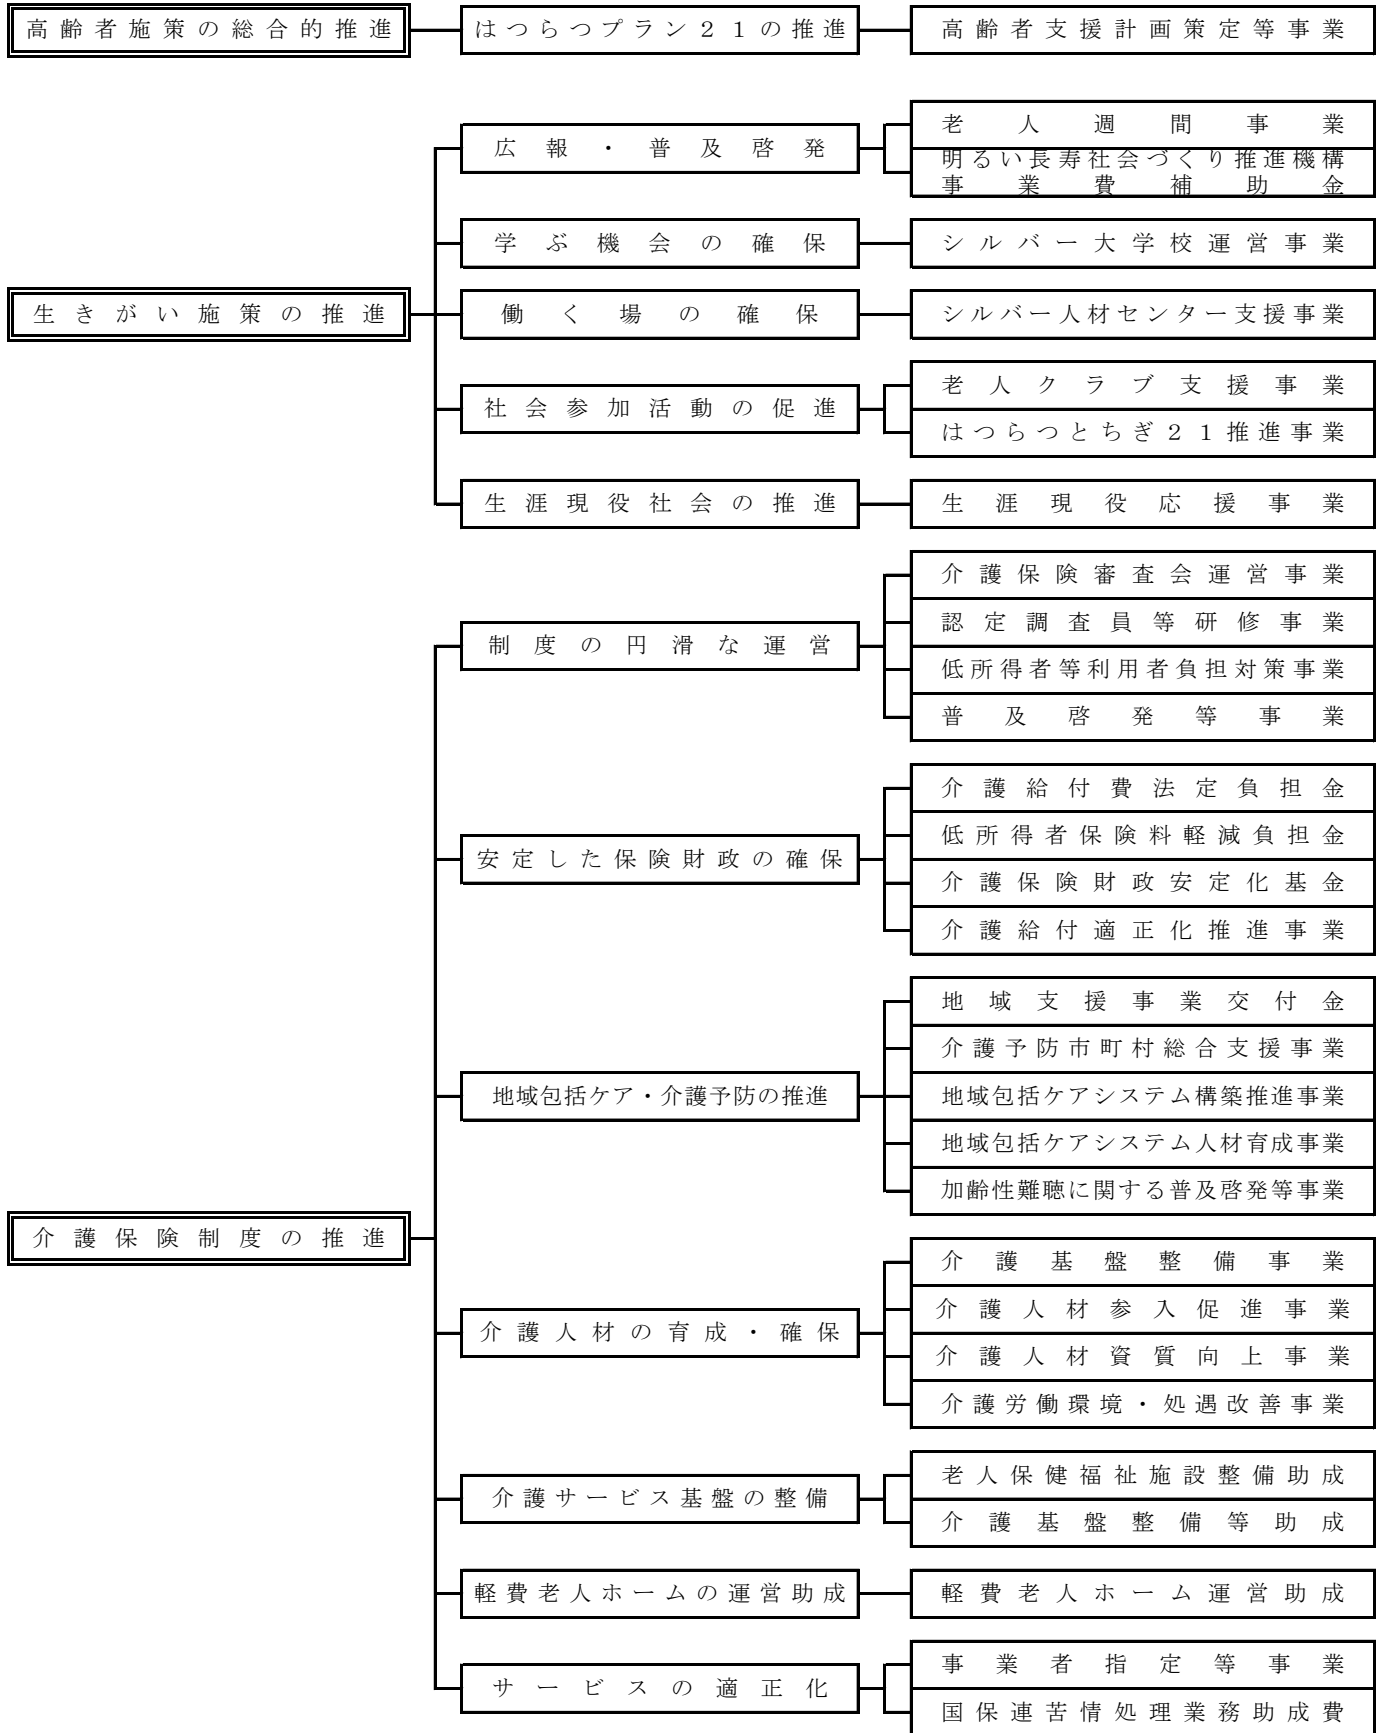 高齢者施策の総合的推進
はつらつプラン２１の推進
高齢者支援計画策定等事業
生きがい施策の推進
広報・普及啓発
老人週間事業
明るい長寿社会づくり推進機構
事業費補助金
学ぶ機会の確保
シルバー大学校運営事業
働く場の確保
シルバー人材センター支援事業
社会参加活動の促進
老人クラブ支援事業
はつらつとちぎ２１推進事業
生涯現役社会の推進
生涯現役応援事業
介護保険制度の推進
制度の円滑な運営
介護保険審査会運営事業
認定調査員等研修事業
低所得者等利用者負担対策事業
普及啓発等事業
安定した保険財政の確保
介護給付費法定負担金
低所得者保険料軽減負担金
介護保険財政安定化基金
介護給付適正化推進事業
地域包括ケア・介護予防の推進
地域支援事業交付金
介護予防市町村総合支援事業
地域包括ケアシステム構築推進事業
地域包括ケアシステム人材育成事業
加齢性難聴に関する普及啓発等事業
介護人材の育成・確保
介護基盤整備事業
介護人材参入促進事業
介護人材資質向上事業
介護労働環境・処遇改善事業
介護サービス基盤の整備
老人保健福祉施設整備助成
介護基盤整備等助成
軽費老人ホームの運営助成
軽費老人ホーム運営助成
サービスの適正化
事業者指定等事業
国保連苦情処理業務助成費